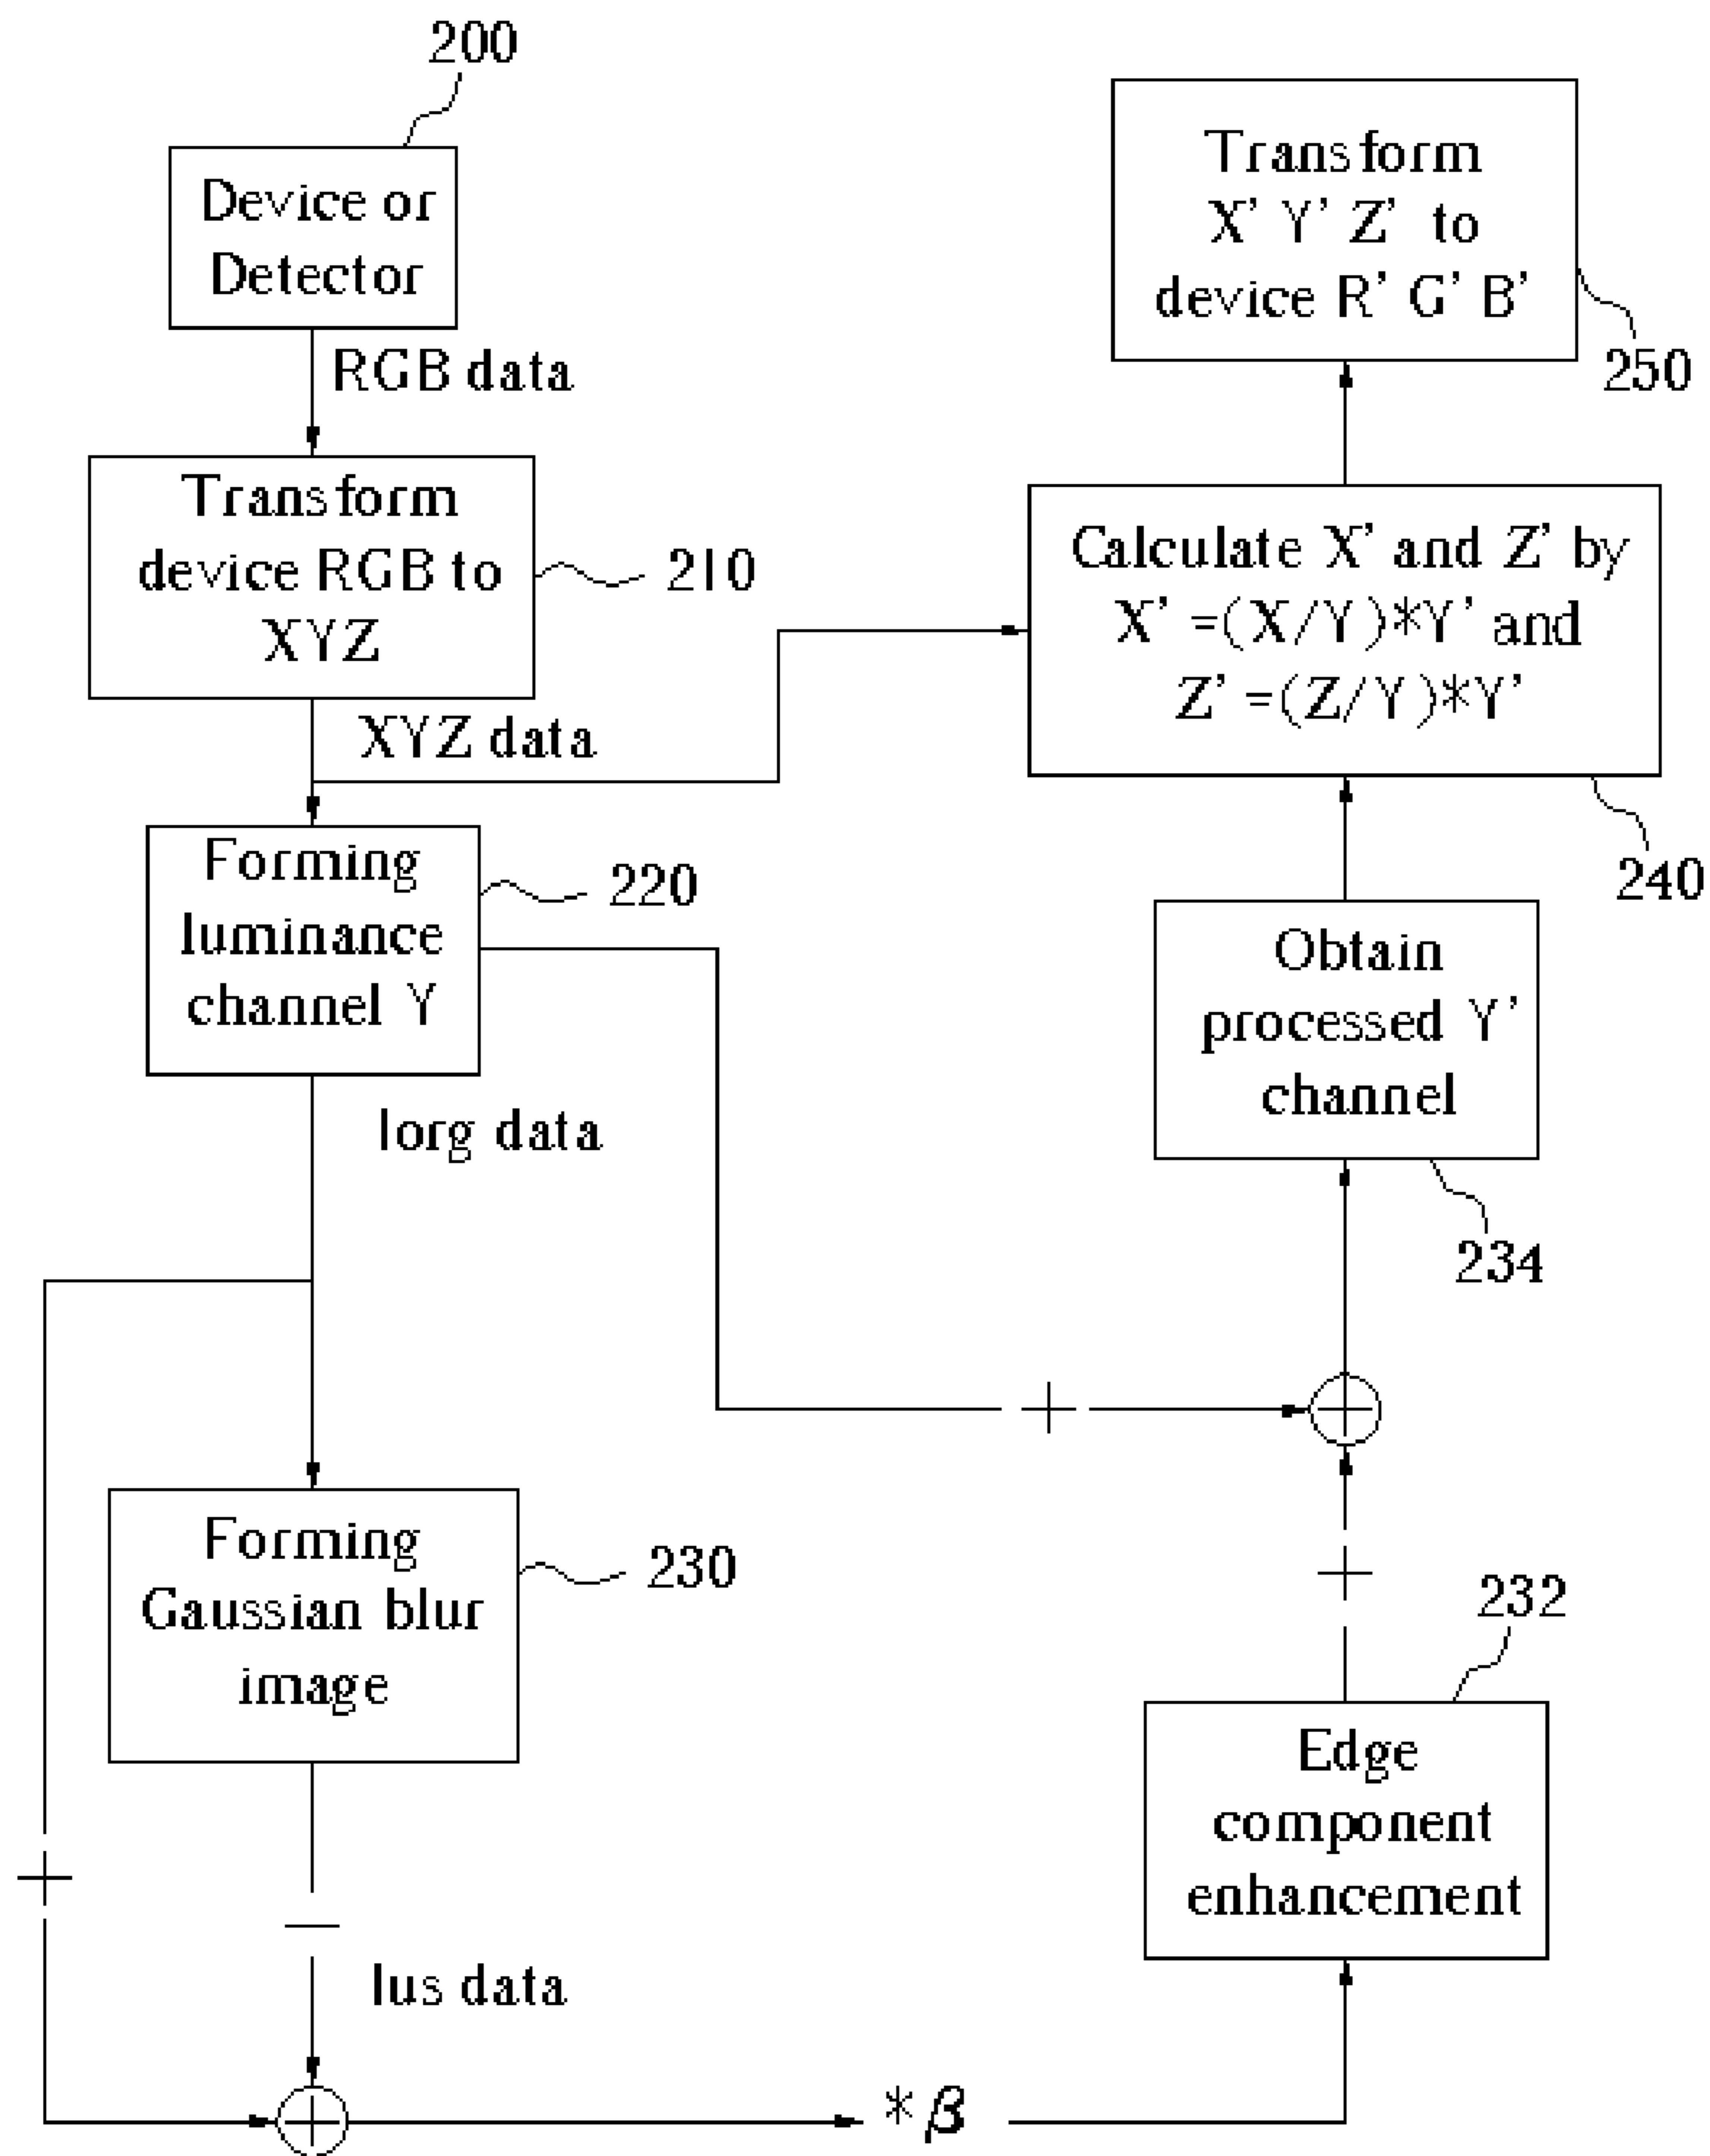 200
Device or
Detector
RGB data
Transform
device RGB to
XYZ
210
XYZ data
Forming
luminance
channel Y
220
Iorg data
Forming
Gaussian blur
image
230
+
−
Ius data
+
*β
Edge
component
enhancement
232
+
+
+
Obtain
processed Y'
channel
234
Calculate X' and Z' by
X' =(X/Y)*Y' and
Z' =(Z/Y)*Y'
240
Transform
X' Y' Z' to
device R' G' B'
250